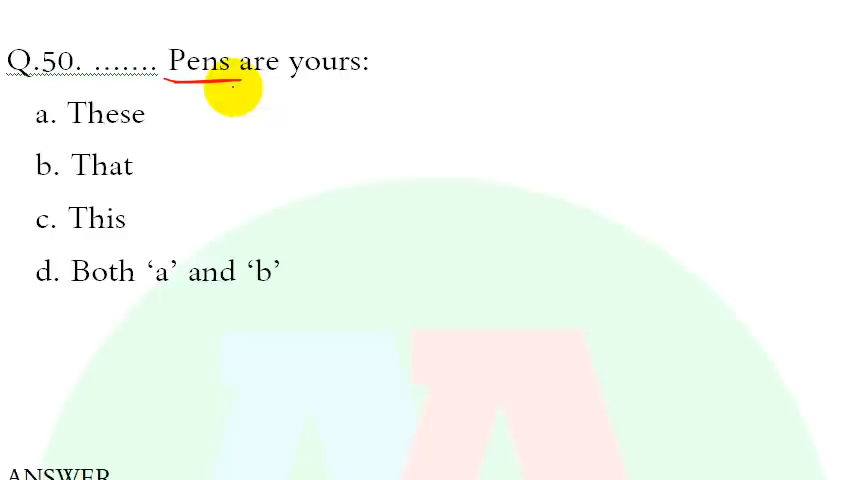 Q.50. ....... Pens are yours:
a. These
b. That
c. This
d. Both ‘a’ and ‘b’
ANSWER